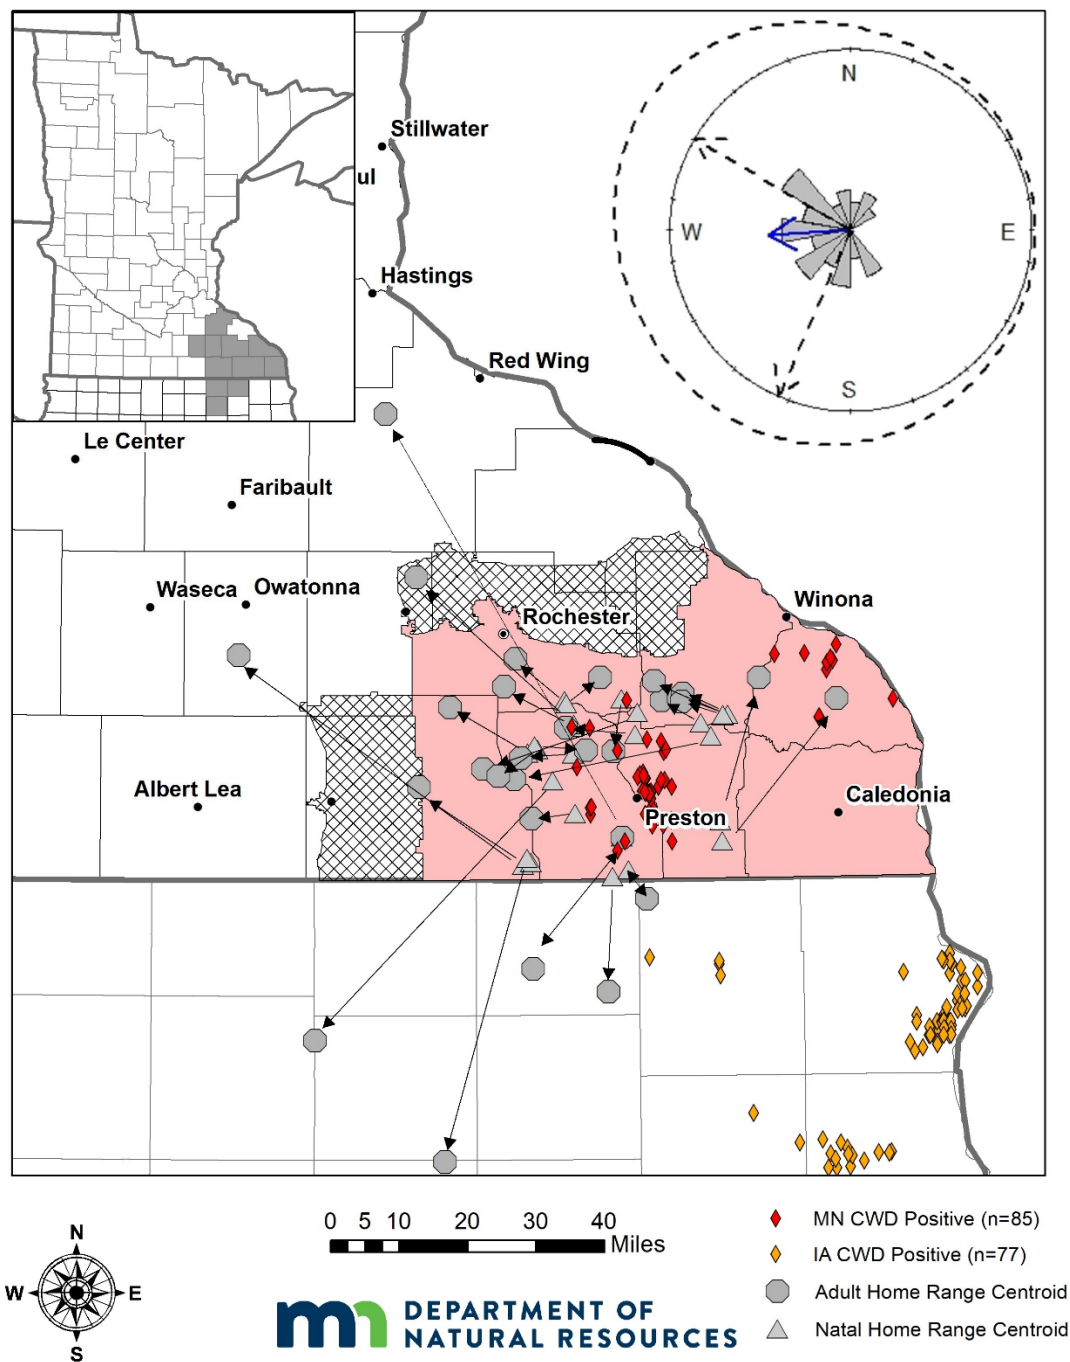 Stillwater
ul
Hastings
Red Wing
N
W
E
S
Le Center
Faribault
Waseca
Owatonna
Rochester
Winona
Albert Lea
Preston
Caledonia
0 5 10 20 30 40
Miles
N
W E
S
MN CWD Positive (n=85)
IA CWD Positive (n=77)
Adult Home Range Centroid
Natal Home Range Centroid
mn DEPARTMENT OF
NATURAL RESOURCES